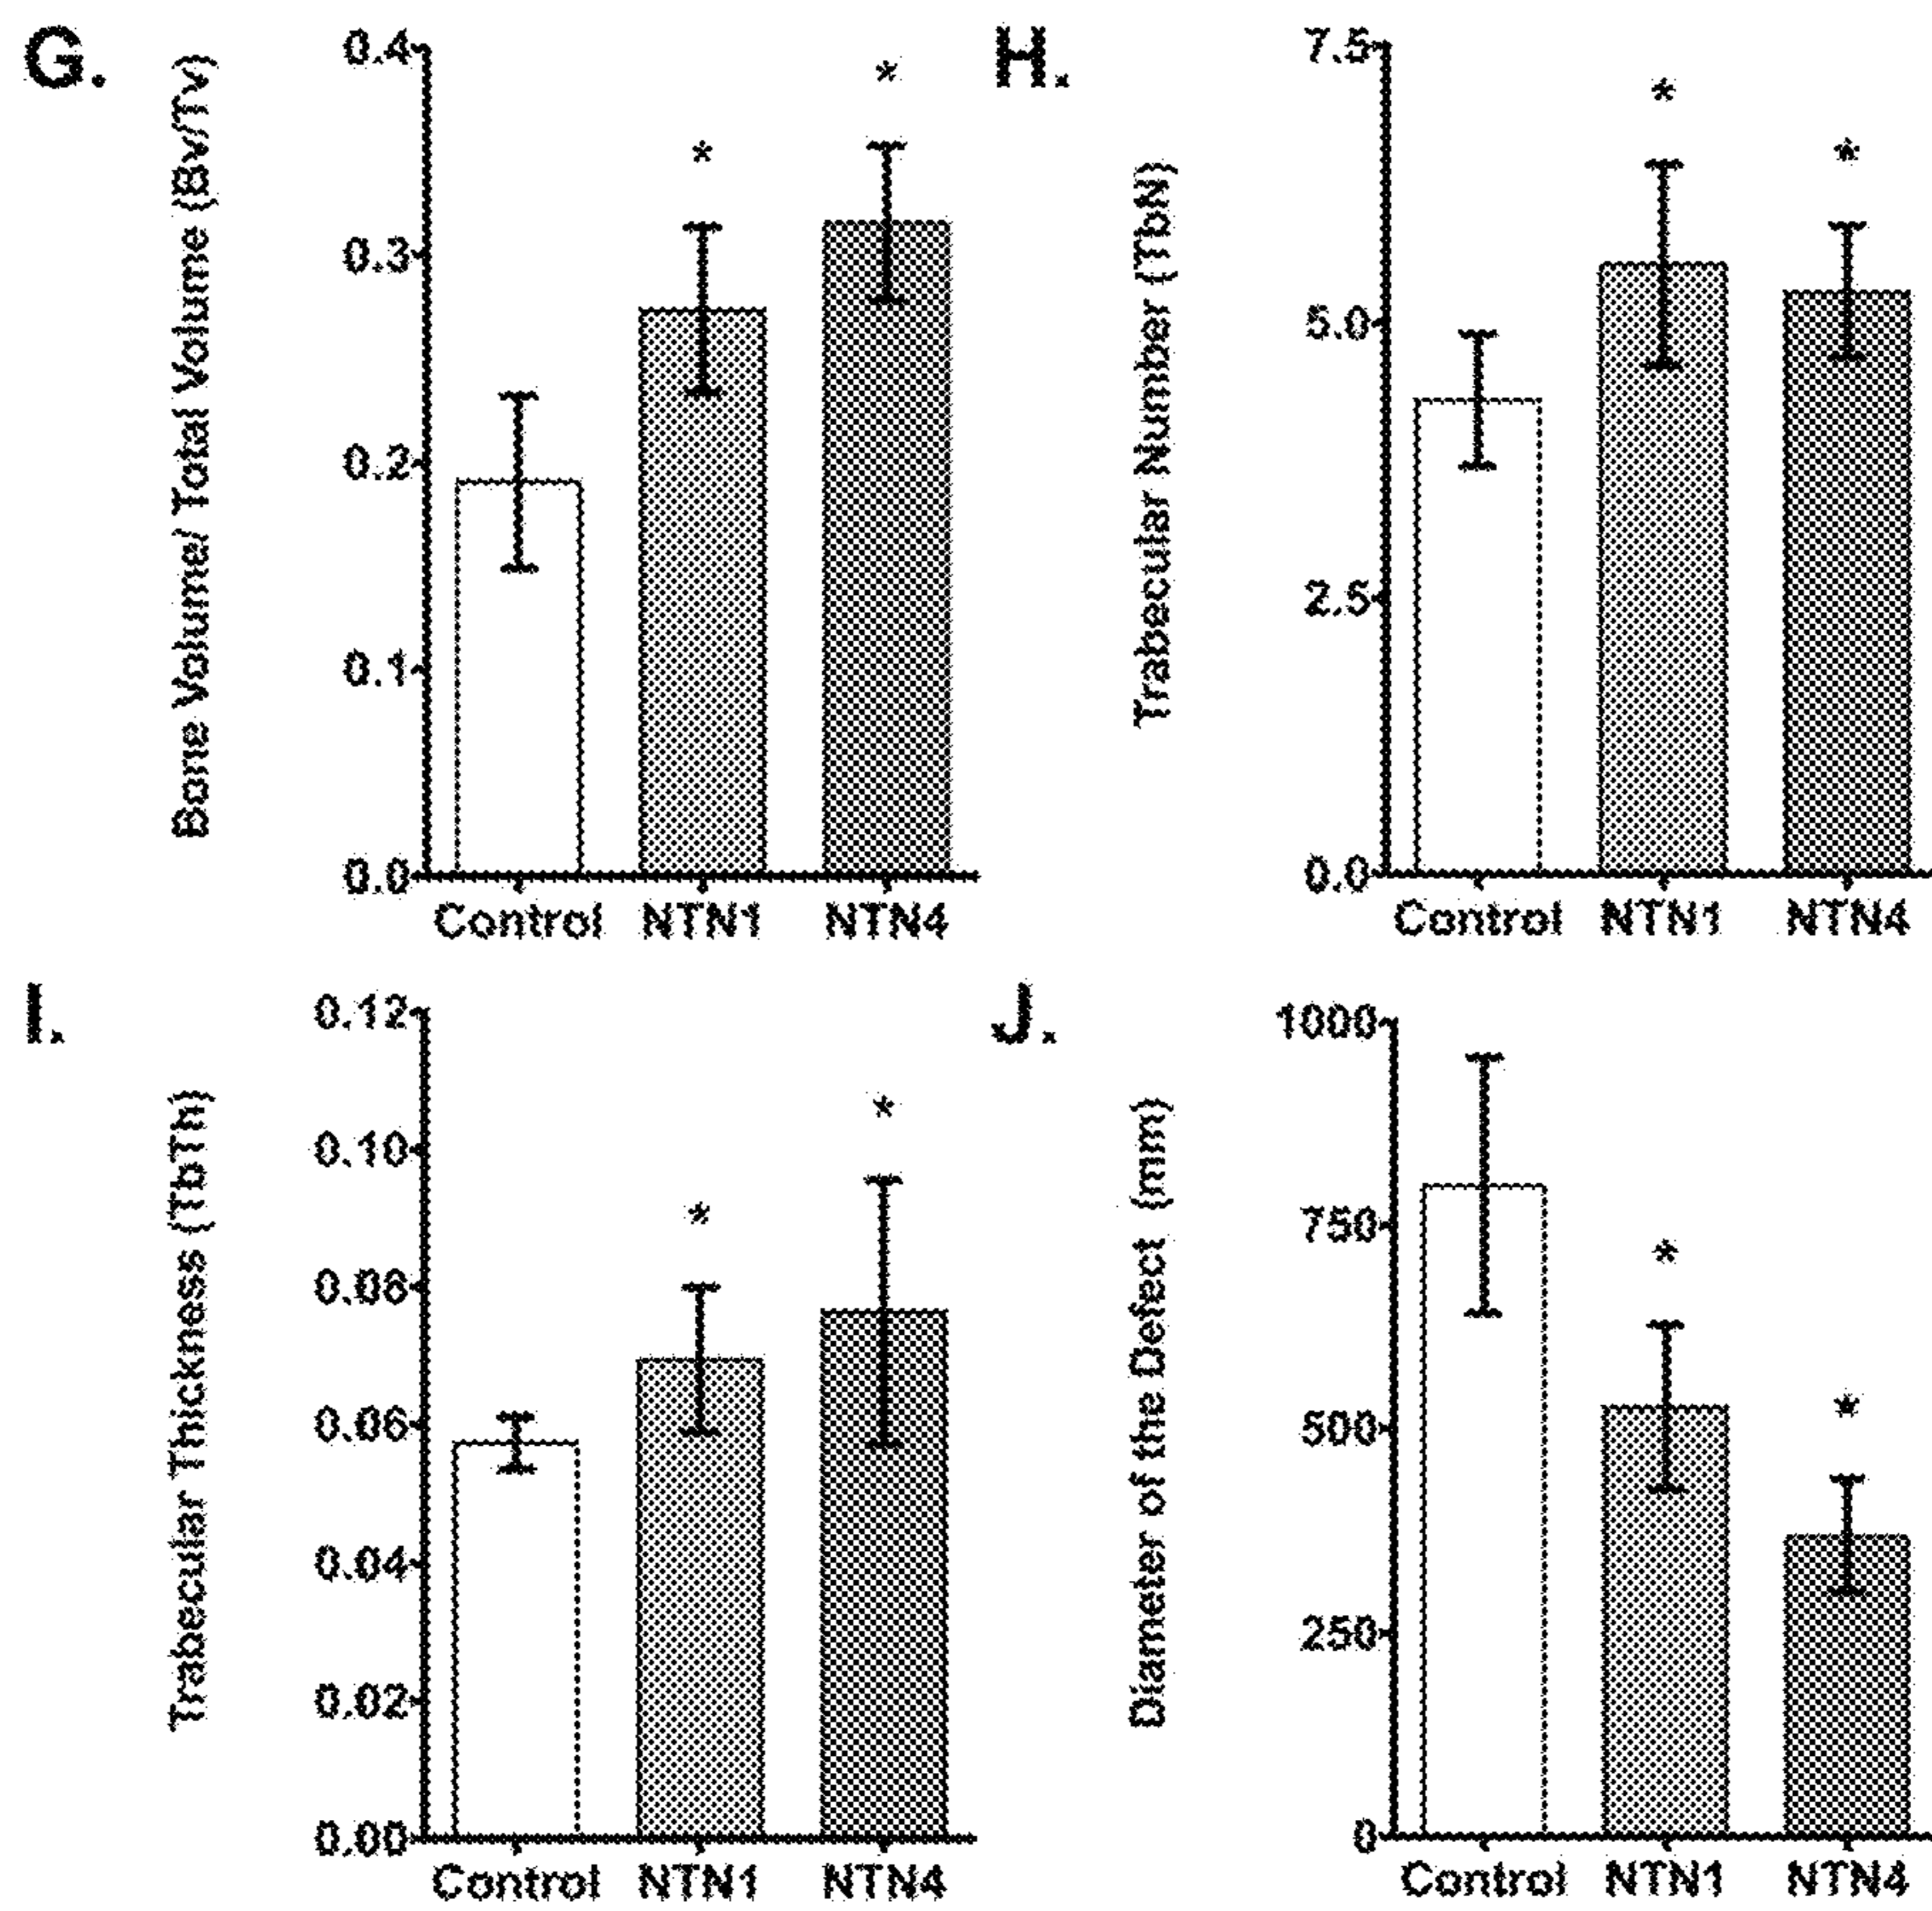 G.
Bone Volume/ Total Volume (Bv/Tv)
0.4
0.3
0.2
0.1
0.0
*
*
Control NTN1 NTN4
H.
Trabecular Number (TbN)
7.5
5.0
2.5
0.0
*
*
Control NTN1 NTN4
I.
Trabecular Thickness (TbTh)
0.12
0.10
0.08
0.06
0.04
0.02
0.00
*
*
Control NTN1 NTN4
J.
Diameter of the Defect (mm)
1000
750
500
250
0
*
*
Control NTN1 NTN4